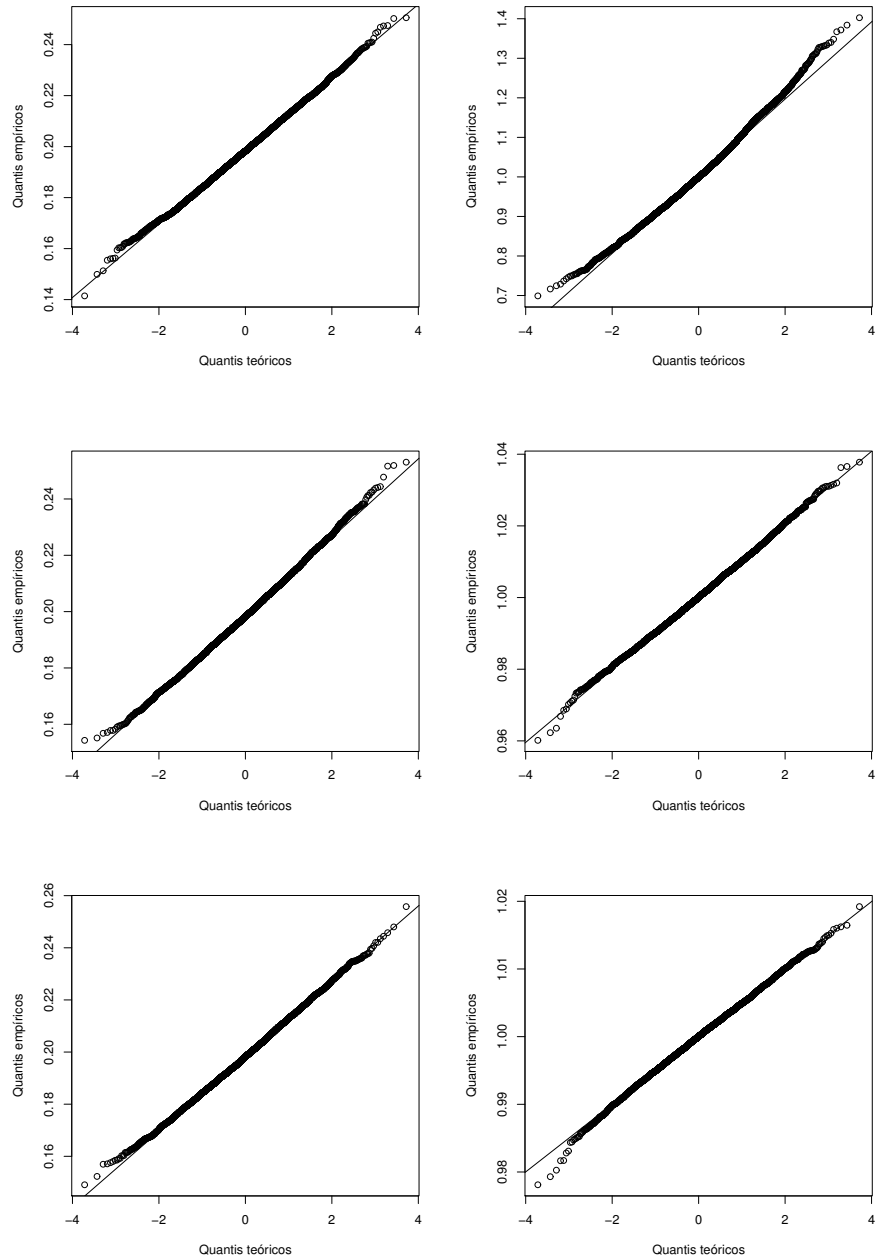 0.14 0.16 0.18 0.20 0.22 0.24
Quantis empíricos
−4 −2 0 2 4
Quantis teóricos
0.7 0.8 0.9 1.0 1.1 1.2 1.3 1.4
Quantis empíricos
−4 −2 0 2 4
Quantis teóricos
0.16 0.18 0.20 0.22 0.24
Quantis empíricos
−4 −2 0 2 4
Quantis teóricos
0.96 0.98 1.00 1.02 1.04
Quantis empíricos
−4 −2 0 2 4
Quantis teóricos
0.16 0.18 0.20 0.22 0.24 0.26
Quantis empíricos
−4 −2 0 2 4
Quantis teóricos
0.98 0.99 1.00 1.01 1.02
Quantis empíricos
−4 −2 0 2 4
Quantis teóricos